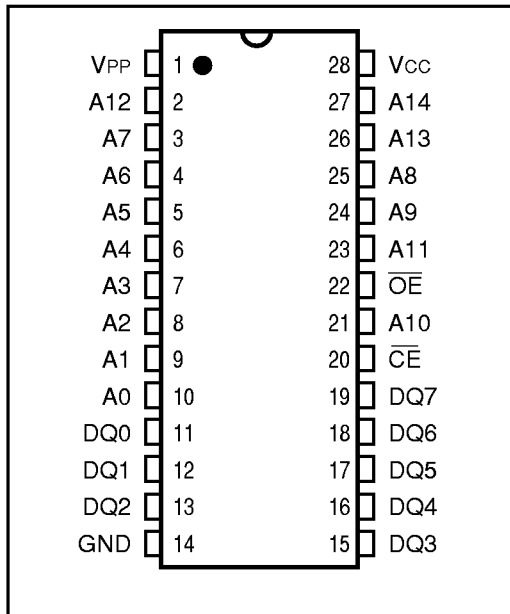 VPP 1 28 VCC
A12 2 27 A14
A7 3 26 A13
A6 4 25 A8
A5 5 24 A9
A4 6 23 A11
A3 7 22 O̅E̅
A2 8 21 A10
A1 9 20 C̅E̅
A0 10 19 DQ7
DQ0 11 18 DQ6
DQ1 12 17 DQ5
DQ2 13 16 DQ4
GND 14 15 DQ3